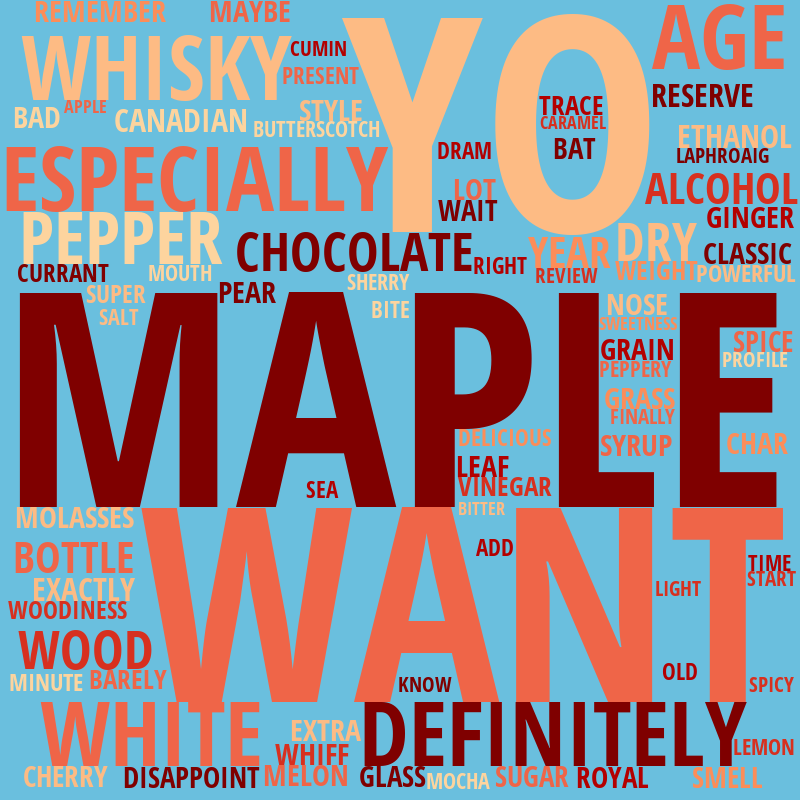 REMEMBER
MAYBE
WHISKY
CUMIN
YO
AGE
PRESENT
BAD
APPLE
CANADIAN
STYLE
BUTTERSCOTCH
TRACE
CARAMEL
RESERVE
ETHANOL
ESPECIALLY
DRAM
BAT
LAPHROAIG
LOT
ALCOHOL
PEPPER
WAIT
GINGER
CHOCOLATE
YEAR
DRY
CLASSIC
CURRANT
MOUTH
RIGHT
REVIEW
WEIGHT
POWERFUL
SUPER
PEAR
SHERRY
SALT
BITE
NOSE
SWEETNESS
MAPLE
GRAIN
SPICE
PEPPERY
PROFILE
GRASS
FINALLY
DELICIOUS
SYRUP
CHAR
LEAF
SEA
VINEGAR
BITTER
MOLASSES
WANT
BOTTLE
ADD
TIME
EXACTLY
LIGHT
START
WOODINESS
WOOD
MINUTE
BARELY
KNOW
OLD
SPICY
WHITE
EXTRA
DEFINITELY
WHIFF
LEMON
CHERRY
DISAPPOINT
MELON
GLASS
MOCHA
SUGAR
ROYAL
SMELL